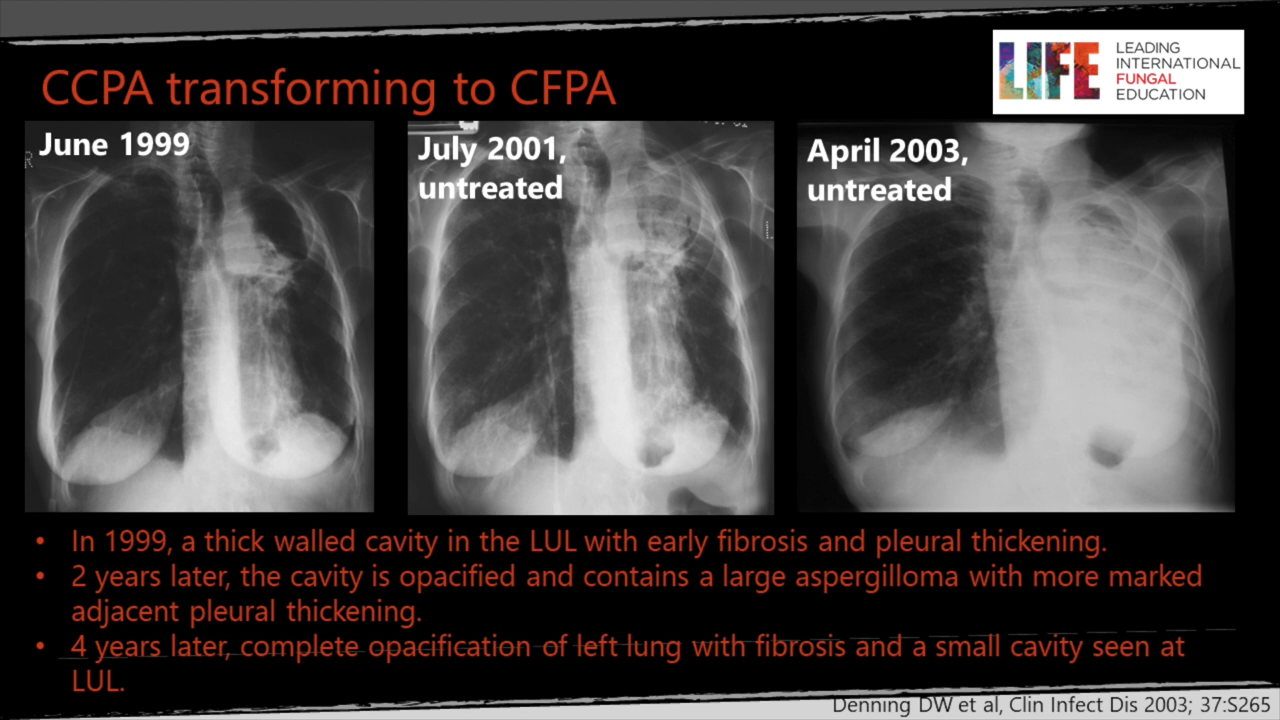 CCPA transforming to CFPA
LIFE
LEADING
INTERNATIONAL
FUNGAL
EDUCATION
June 1999
R
July 2001,
untreated
April 2003,
untreated
• In 1999, a thick walled cavity in the LUL with early fibrosis and pleural thickening.
• 2 years later, the cavity is opacified and contains a large aspergilloma with more marked
adjacent pleural thickening.
• 4 years later, complete opacification of left lung with fibrosis and a small cavity seen at
LUL.
Denning DW et al, Clin Infect Dis 2003; 37:S265